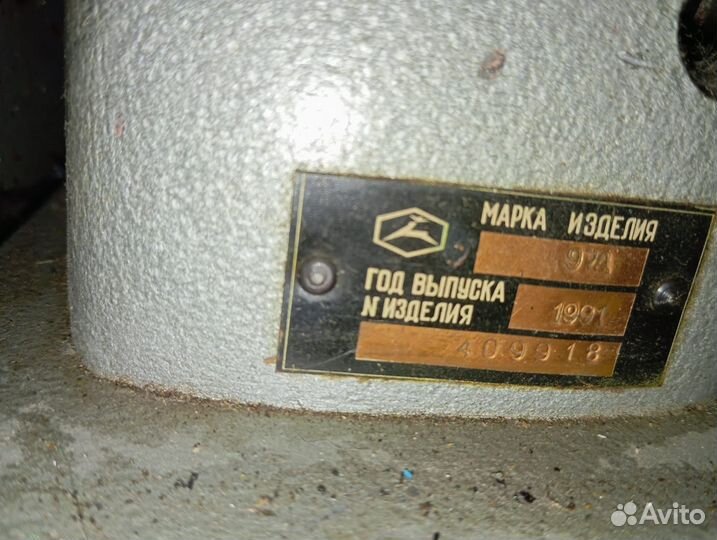 МАРКА ИЗДЕЛИЯ
97А
ГОД ВЫПУСКА
1991
N ИЗДЕЛИЯ
409918
Avito